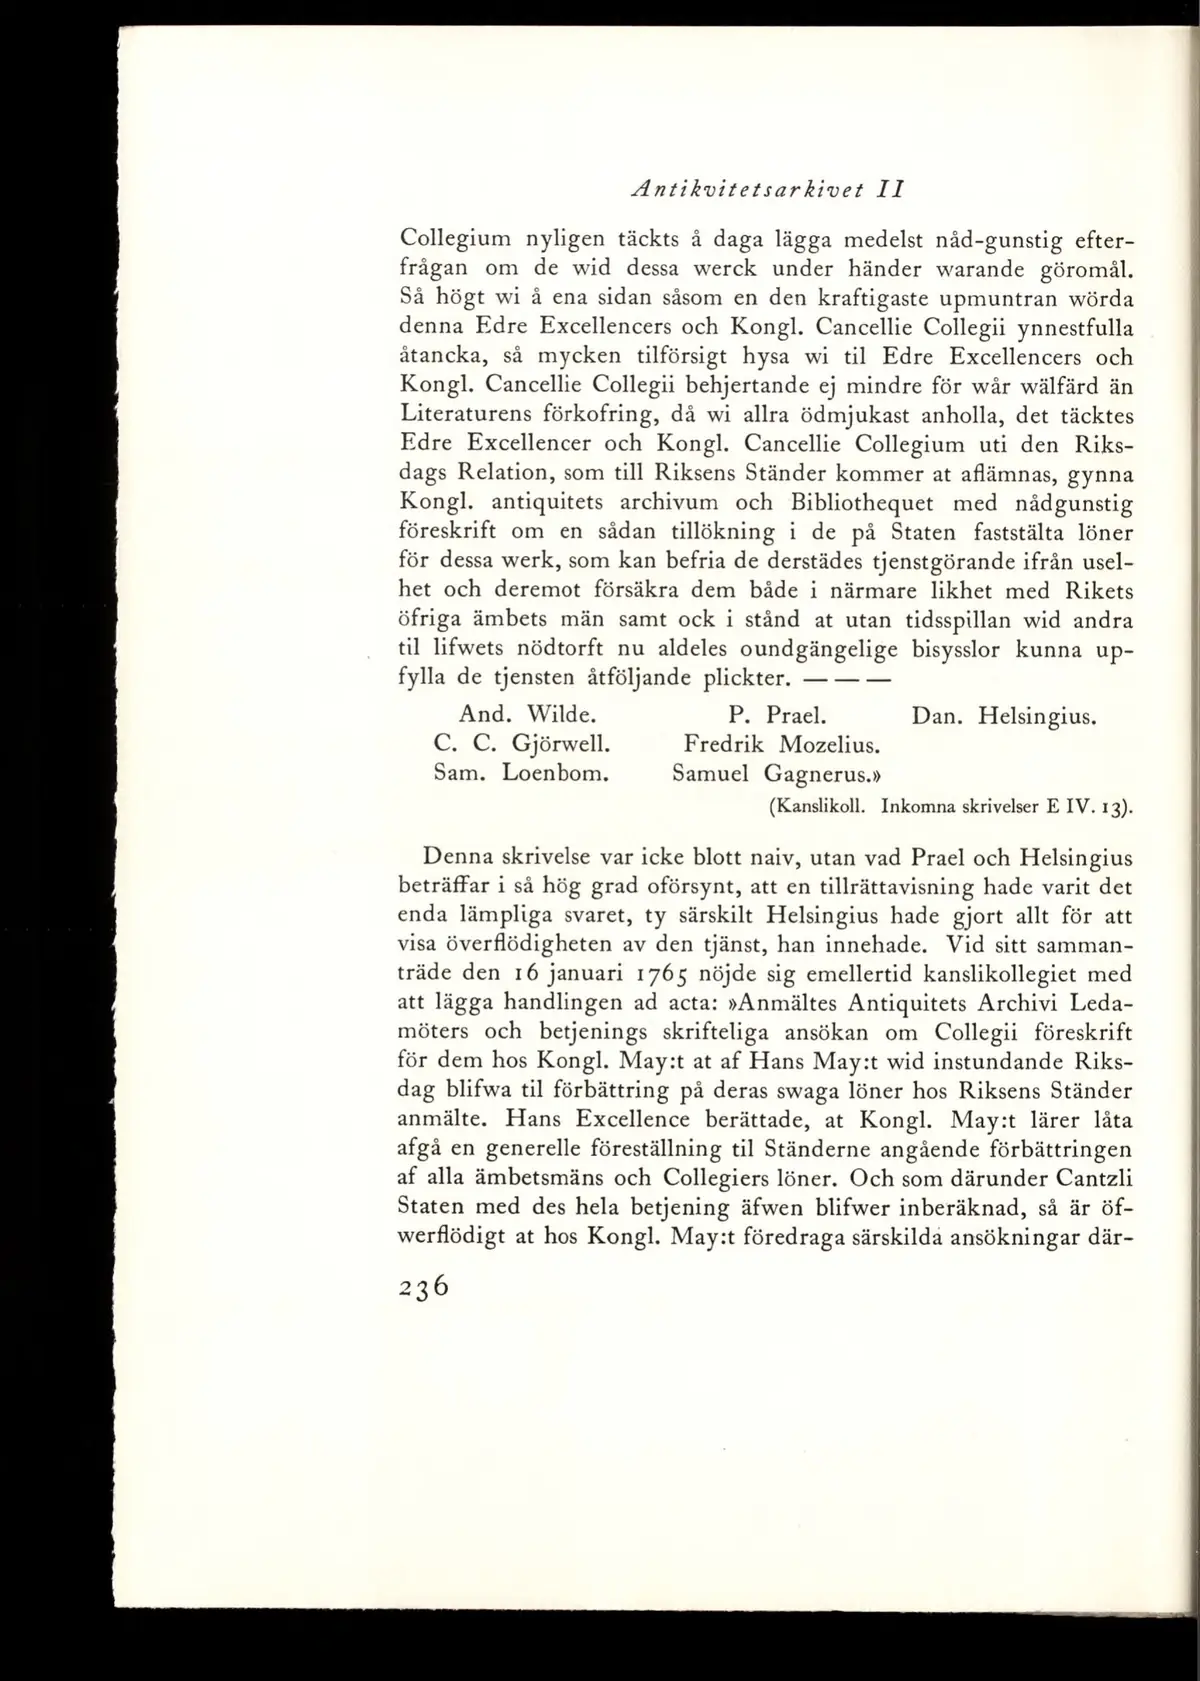 Antikvitetsarkivet II
Collegium nyligen täckts å daga lägga medelst nåd-gunstig efter-
frågan om de wid dessa werck under händer warande göromål.
Så högt wi å ena sidan såsom en den kraftigaste upmuntran wörda
denna Edre Excellencers och Kongl. Cancellie Collegii ynnestfulla
åtancka, så mycken tilförsigt hysa wi til Edre Excellencers och
Kongl. Cancellie Collegii behjertande ej mindre för wår wälfärd än
Literaturens förkofring, då wi allra ödmjukast anholla, det täcktes
Edre Excellencer och Kongl. Cancellie Collegium uti den Riks-
dags Relation, som till Riksens Ständer kommer at aflämnas, gynna
Kongl. antiquitets archivum och Bibliothequet med nådgunstig
föreskrift om en sådan tillökning i de på Staten faststälta löner
för dessa werk, som kan befria de derstädes tjenstgörande ifrån usel-
het och deremot försäkra dem både i närmare likhet med Rikets
öfriga ämbets män samt ock i stånd at utan tidsspillan wid andra
til lifwets nödtorft nu aldeles oundgängelige bisysslor kunna up-
fylla de tjensten åtföljande plickter. — — —
And. Wilde. P. Prael. Dan. Helsingius.
C. C. Gjörwell. Fredrik Mozelius.
Sam. Loenbom. Samuel Gagnerus.»
(Kanslikoll. Inkomna skrivelser E IV. 13).
Denna skrivelse var icke blott naiv, utan vad Prael och Helsingius
beträffar i så hög grad oförsynt, att en tillrättavisning hade varit det
enda lämpliga svaret, ty särskilt Helsingius hade gjort allt för att
visa överflödigheten av den tjänst, han innehade. Vid sitt samman-
träde den 16 januari 1765 nöjde sig emellertid kanslikollegiet med
att lägga handlingen ad acta: »Anmältes Antiquitets Archivi Leda-
möters och betjenings skrifteliga ansökan om Collegii föreskrift
för dem hos Kongl. May:t at af Hans May:t wid instundande Riks-
dag blifwa til förbättring på deras swaga löner hos Riksens Ständer
anmälte. Hans Excellence berättade, at Kongl. May:t lärer låta
afgå en generelle föreställning til Ständerne angående förbättringen
af alla ämbetsmäns och Collegiers löner. Och som därunder Cantzli
Staten med des hela betjening äfwen blifwer inberäknad, så är öf-
werflödigt at hos Kongl. May:t föredraga särskilda ansökningar där-
236